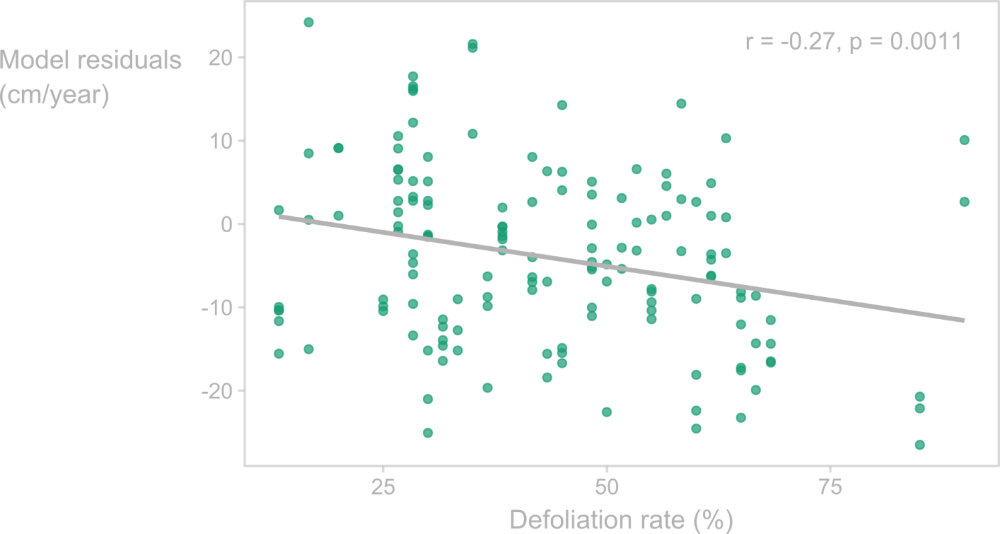 Model residuals
(cm/year)
r = -0.27, p = 0.0011
20
10
0
-10
-20
25 50 75
Defoliation rate (%)